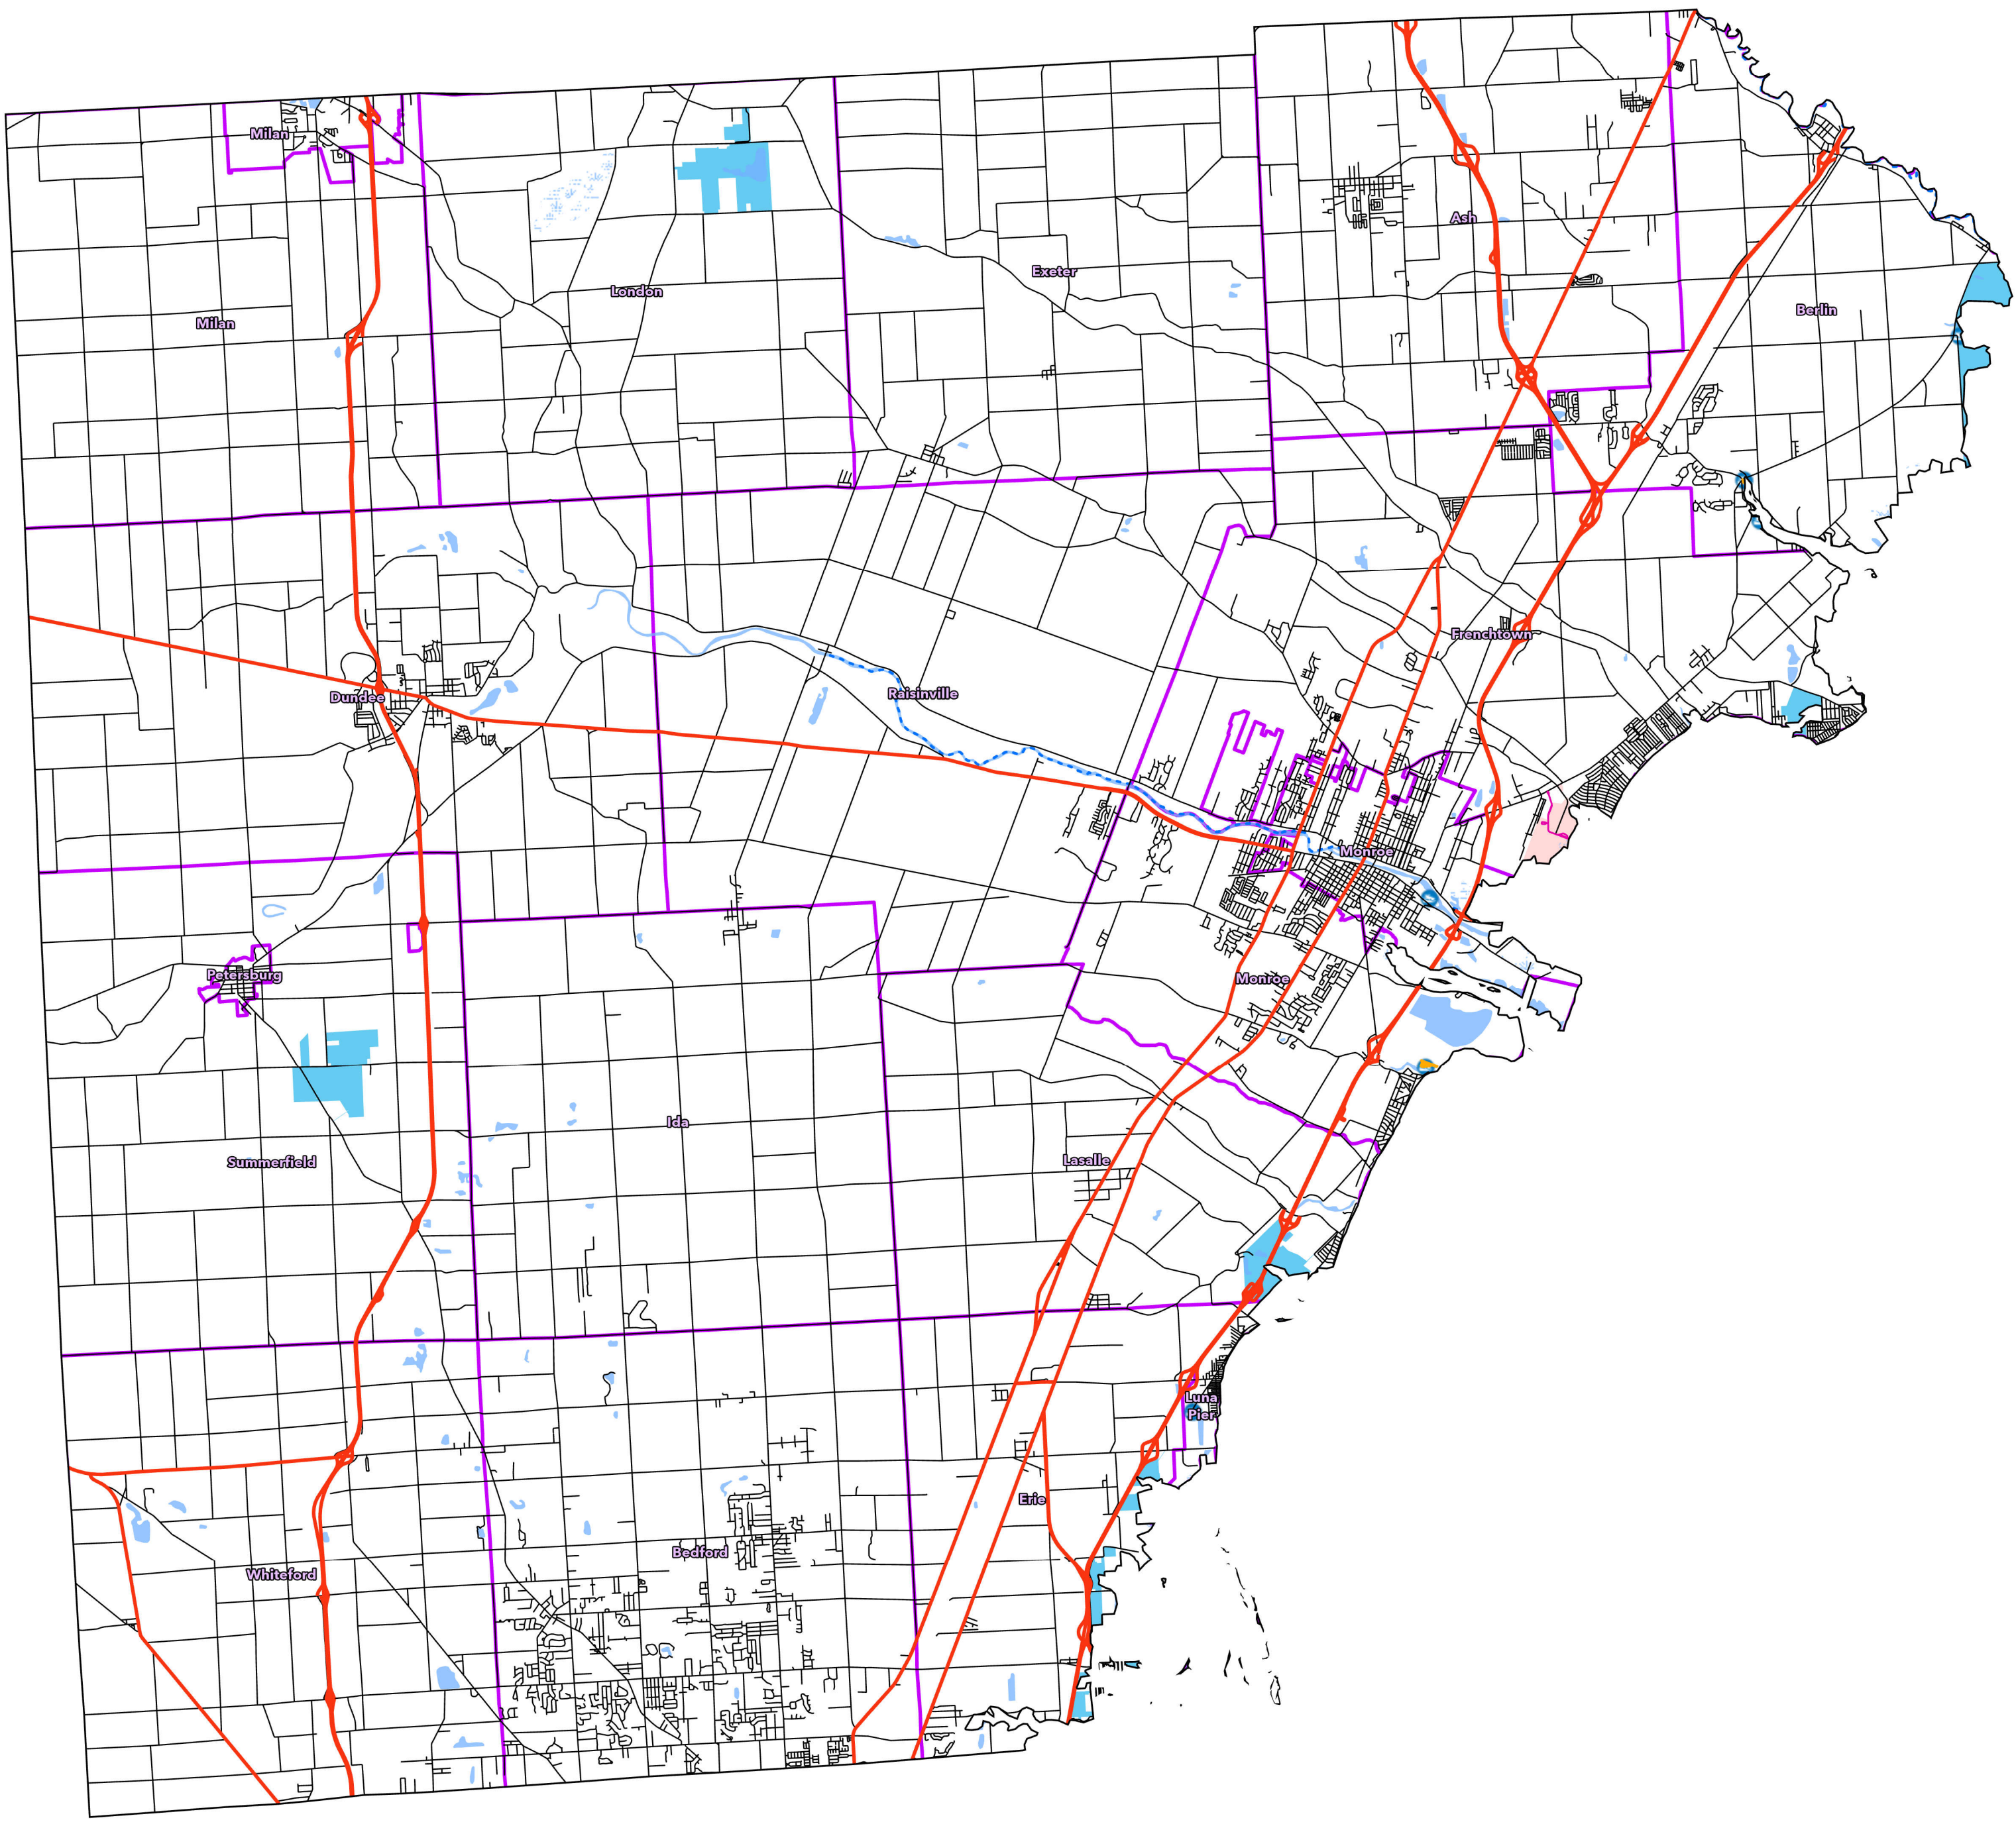 Milan
Ash
Exeter
London
Berlin
Milan
Frenchtown
Raisinville
Dundee
Monroe
Petersburg
Monroe
Ida
Lasalle
Summerfield
Luna
Pier
Erie
Bedford
Whiteford